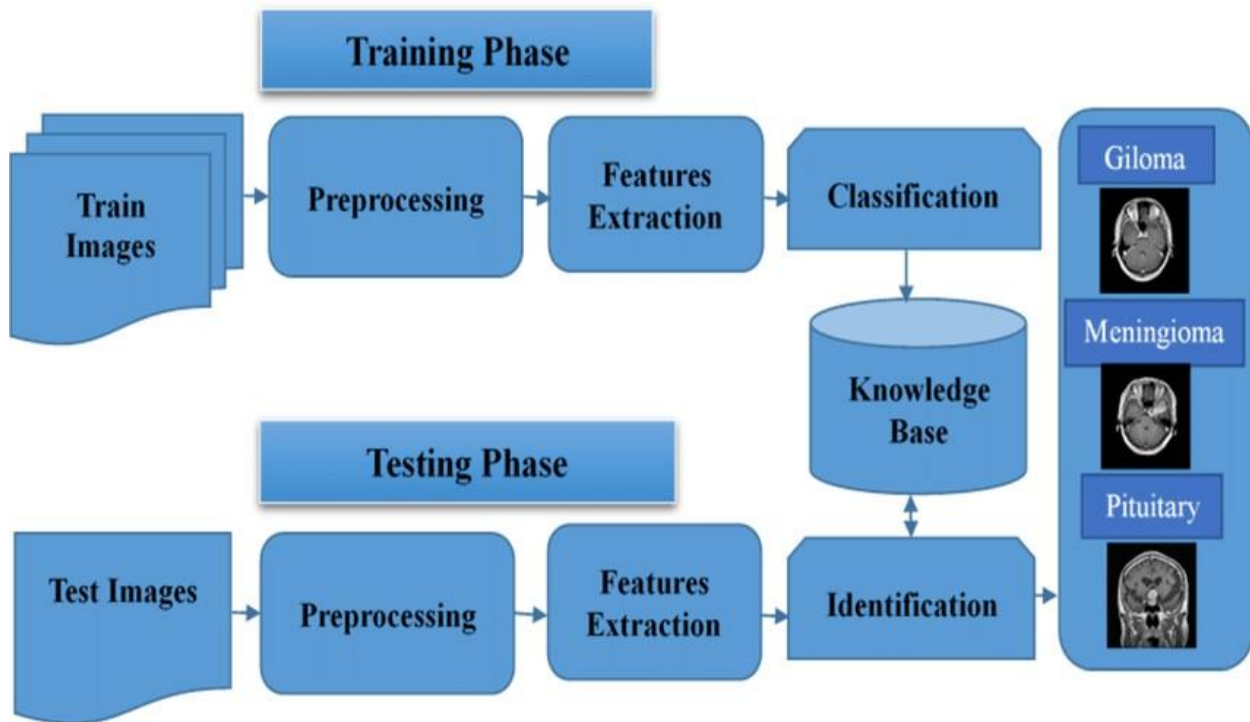 Training Phase
Train
Images
Preprocessing
Features
Extraction
Classification
Knowledge
Base
Testing Phase
Test Images
Preprocessing
Features
Extraction
Identification
Giloma
Meningioma
Pituitary